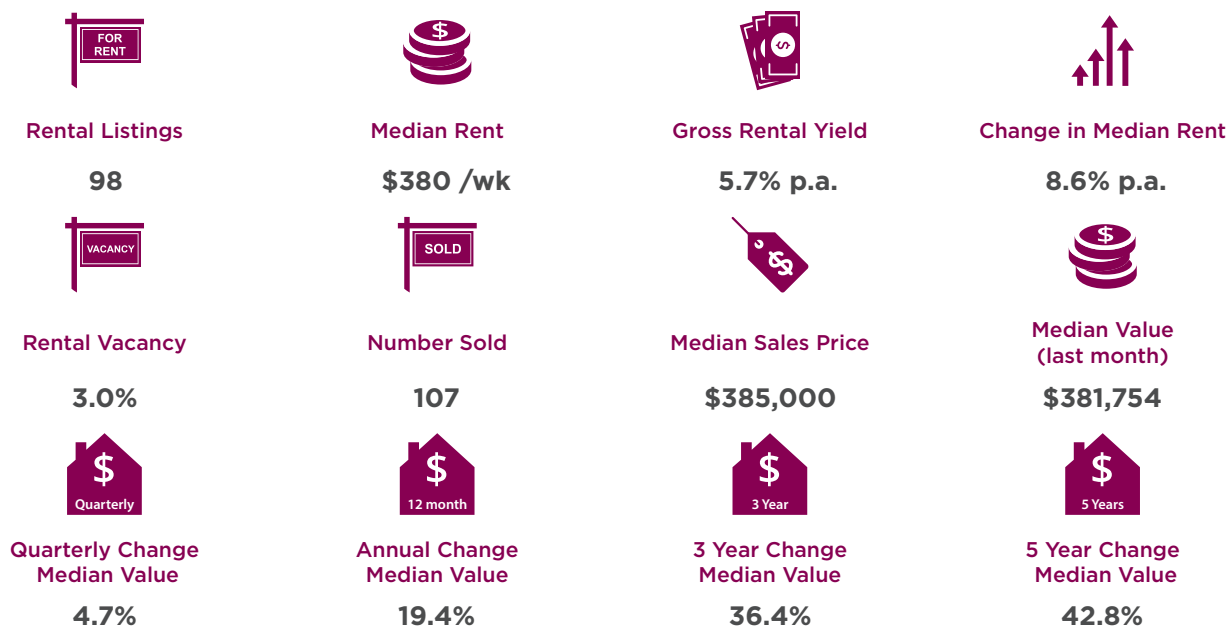 FOR
RENT
$
$
Rental Listings
Median Rent
Gross Rental Yield
Change in Median Rent
98
$380 /wk
5.7% p.a.
8.6% p.a.
VACANCY
SOLD
$
$
Rental Vacancy
Number Sold
Median Sales Price
Median Value
(last month)
3.0%
107
$385,000
$381,754
$
Quarterly
$
12 month
$
3 Year
$
5 Years
Quarterly Change
Median Value
Annual Change
Median Value
3 Year Change
Median Value
5 Year Change
Median Value
4.7%
19.4%
36.4%
42.8%